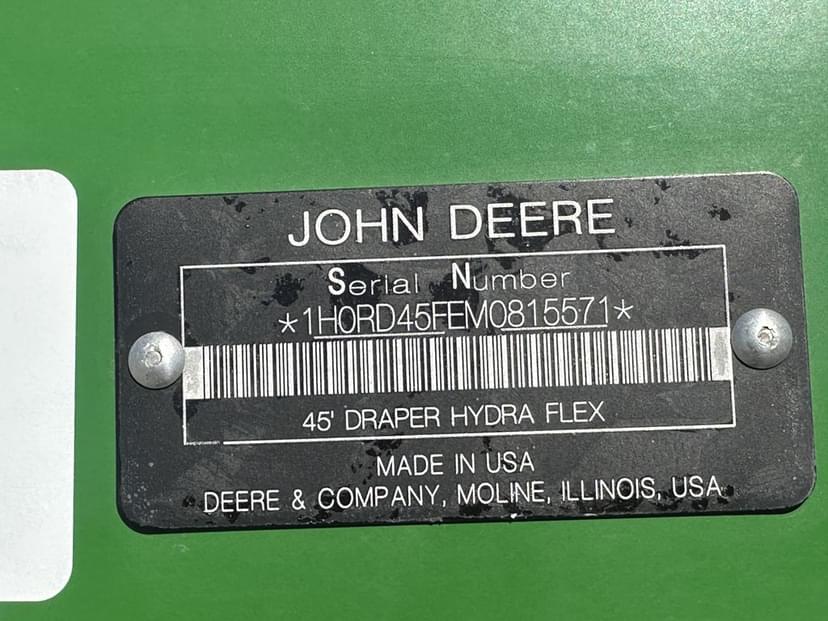 JOHN DEERE
Serial Number
*1H0RD45FEM0815571*
45' DRAPER HYDRA FLEX
MADE IN USA
DEERE & COMPANY, MOLINE, ILLINOIS, USA